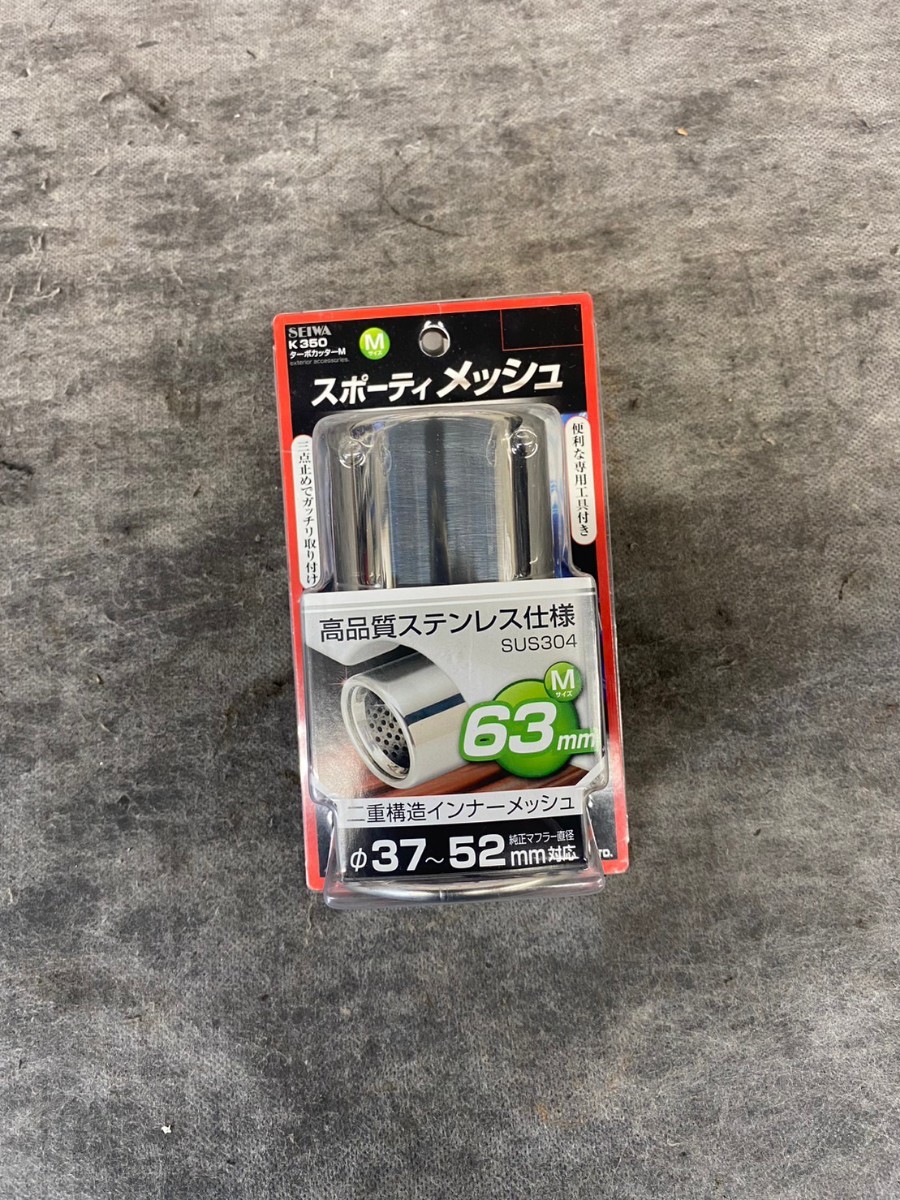 SEIWA
K350
ターボカッターM
exterior accessories.
M
サイズ
スポーティメッシュ
三点止めでガッチリ取り付け
便利な専用工具付き
高品質ステンレス仕様
SUS304
M
サイズ
63mm
二重構造インナーメッシュ
純正マフラー直径
φ37〜52mm対応